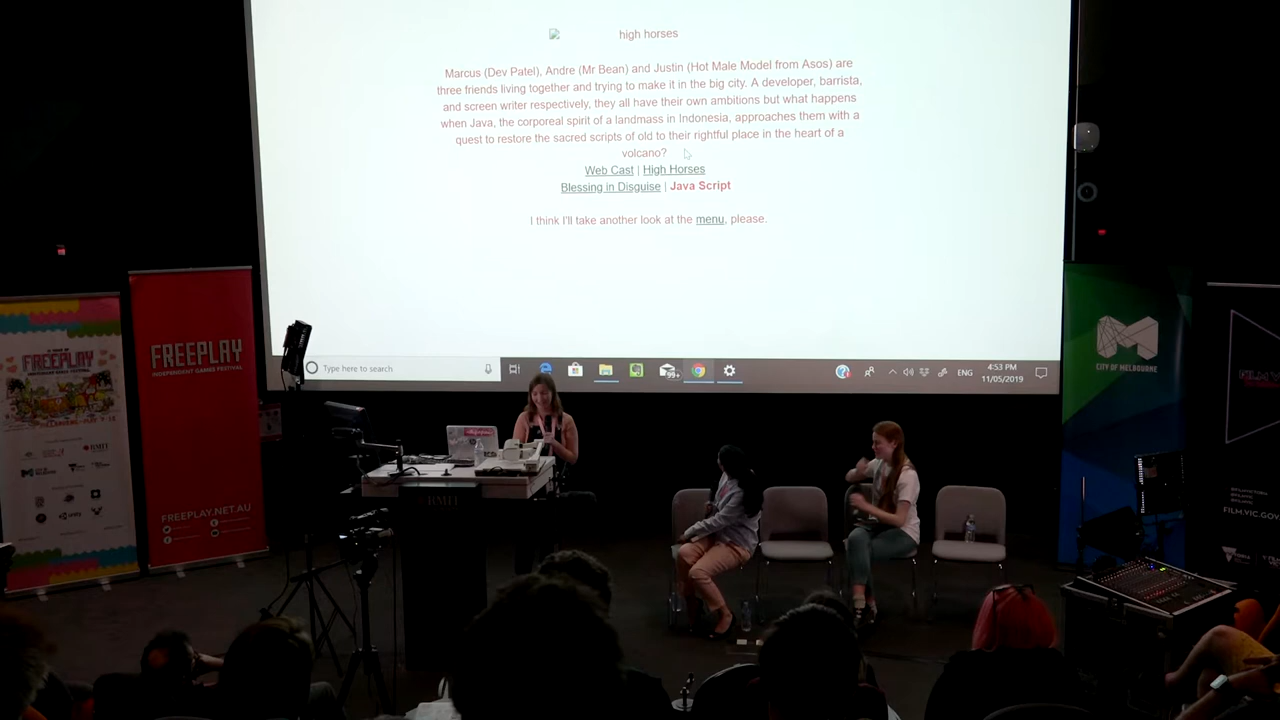 high horses
Marcus (Dev Patel), Andre (Mr Bean) and Justin (Hot Male Model from Asos) are
three friends living together and trying to make it in the big city. A developer, barrista,
and screen writer respectively, they all have their own ambitions but what happens
when Java, the corporeal spirit of a landmass in Indonesia, approaches them with a
quest to restore the sacred scripts of old to their rightful place in the heart of a
volcano?
Web Cast | High Horses
Blessing in Disguise | Java Script
I think I'll take another look at the menu, please.
Type here to search
99+
ENG
4:53 PM
11/05/2019
FREEPLAY
FREEPLAY
INDEPENDENT GAMES FESTIVAL
FREEPLAY.NET.AU
RMIT
CITY OF MELBOURNE
FILM.VIC.GOV